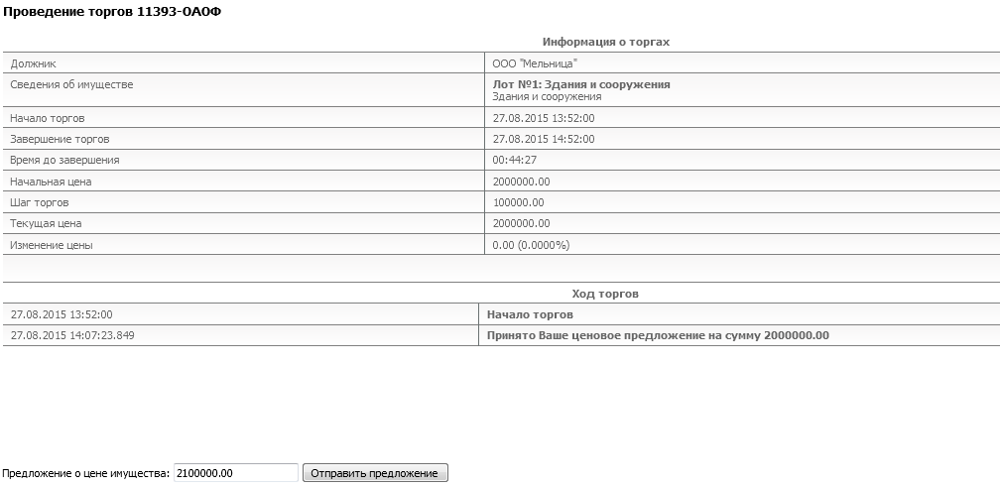 Проведение торгов 11393-ОАОФ
Информация о торгах
Должник ООО "Мельница"
Сведения об имуществе Лот №1: Здания и сооружения
Здания и сооружения
Начало торгов 27.08.2015 13:52:00
Завершение торгов 27.08.2015 14:52:00
Время до завершения 00:44:27
Начальная цена 2000000.00
Шаг торгов 100000.00
Текущая цена 2000000.00
Изменение цены 0.00 (0.0000%)
Ход торгов
27.08.2015 13:52:00 Начало торгов
27.08.2015 14:07:23.849 Принято Ваше ценовое предложение на сумму 2000000.00
Предложение о цене имущества: 2100000.00 Отправить предложение